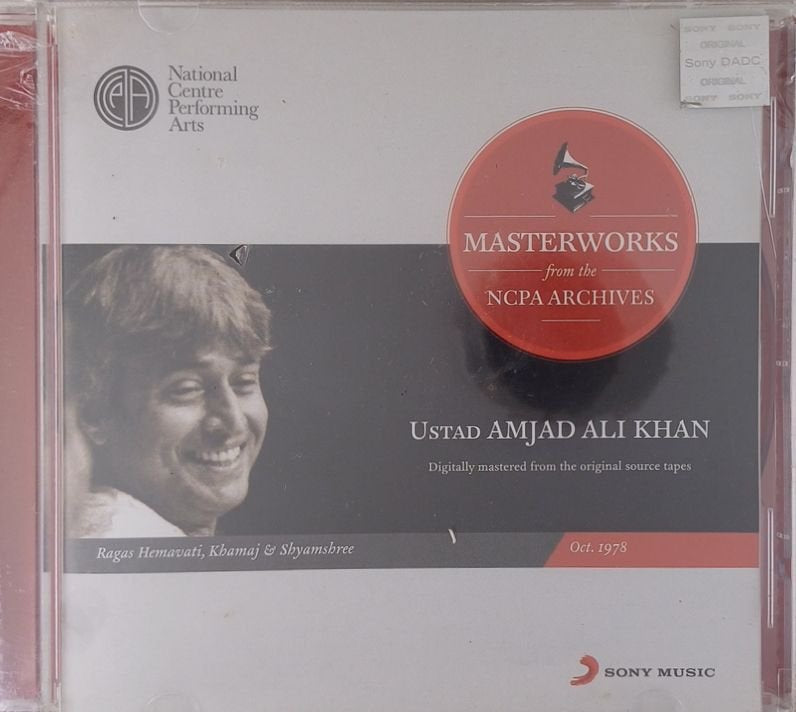 SONY SONY
ORIGINAL
Sony DADC
ORIGINAL
SONY SONY
National
Centre
Performing
Arts
MASTERWORKS
from the
NCPA ARCHIVES
USTAD AMJAD ALI KHAN
Digitally mastered from the original source tapes
Ragas Hemavati, Khamaj & Shyamshree
Oct. 1978
SONY MUSIC